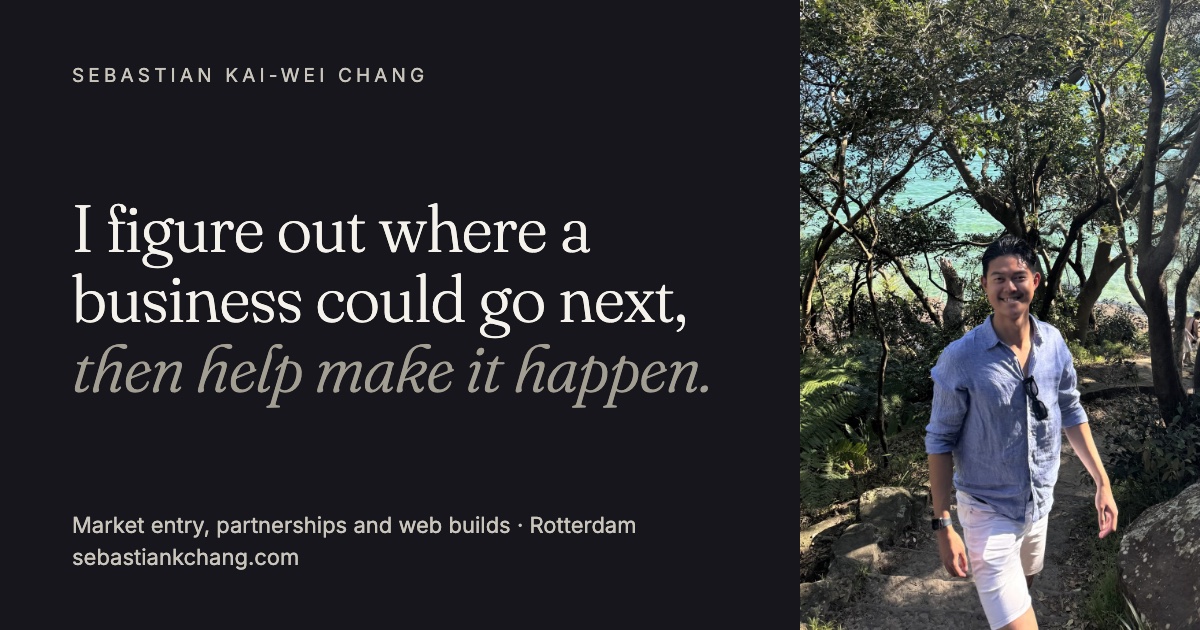 SEBASTIAN KAI-WEI CHANG
I figure out where a
business could go next,
then help make it happen.
Market entry, partnerships and web builds · Rotterdam
sebastiankchang.com